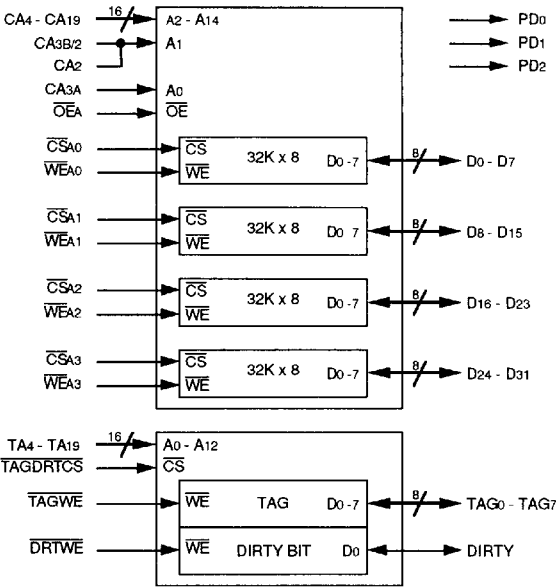 CA4 - CA19 16 A2 - A14 PD0
CA3B/2 A1 PD1
CA2 PD2
CA3A A0
OEA OE
CSA0 CS 32K x 8 D0 -7 8 D0 - D7
WEA0 WE
CSA1 CS 32K x 8 D0 7 8 D8 - D15
WEA1 WE
CSA2 CS 32K x 8 D0 -7 8 D16 - D23
WEA2 WE
CSA3 CS 32K x 8 D0 -7 8 D24 - D31
WEA3 WE
TA4 - TA19 16 A0 - A12
TAGDRTCS CS
TAGWE WE TAG D0 -7 8 TAG0 - TAG7
DRTWE WE DIRTY BIT D0 DIRTY